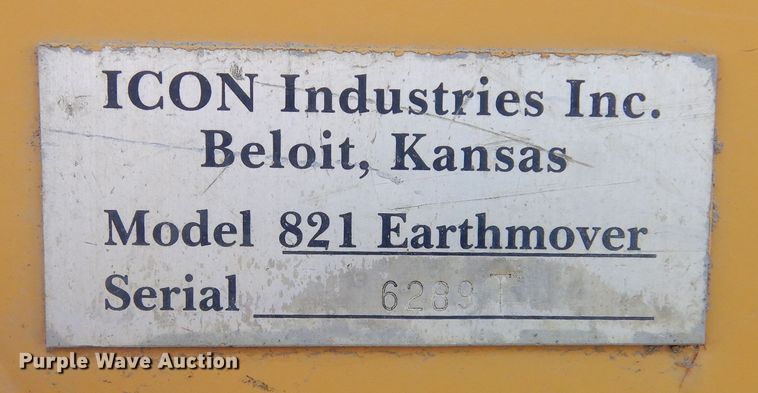 ICON Industries Inc.
Beloit, Kansas
Model 821 Earthmover
Serial 6289 T
Purple Wave Auction